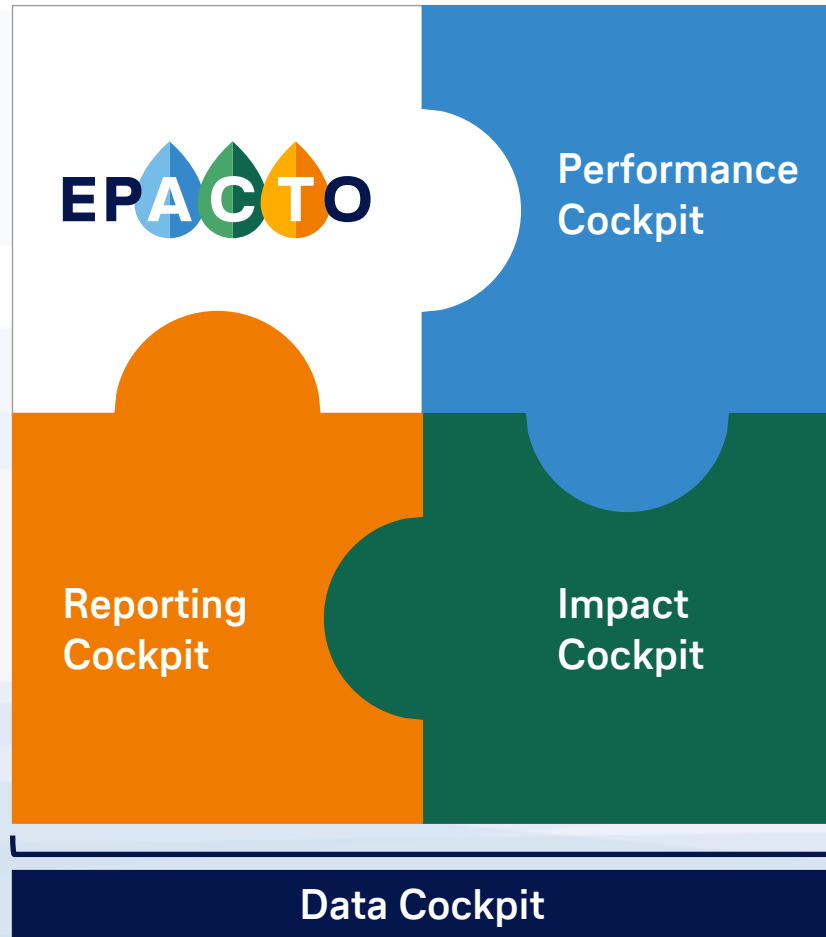 EPACTO
Performance
Cockpit
Reporting
Cockpit
Impact
Cockpit
Data Cockpit